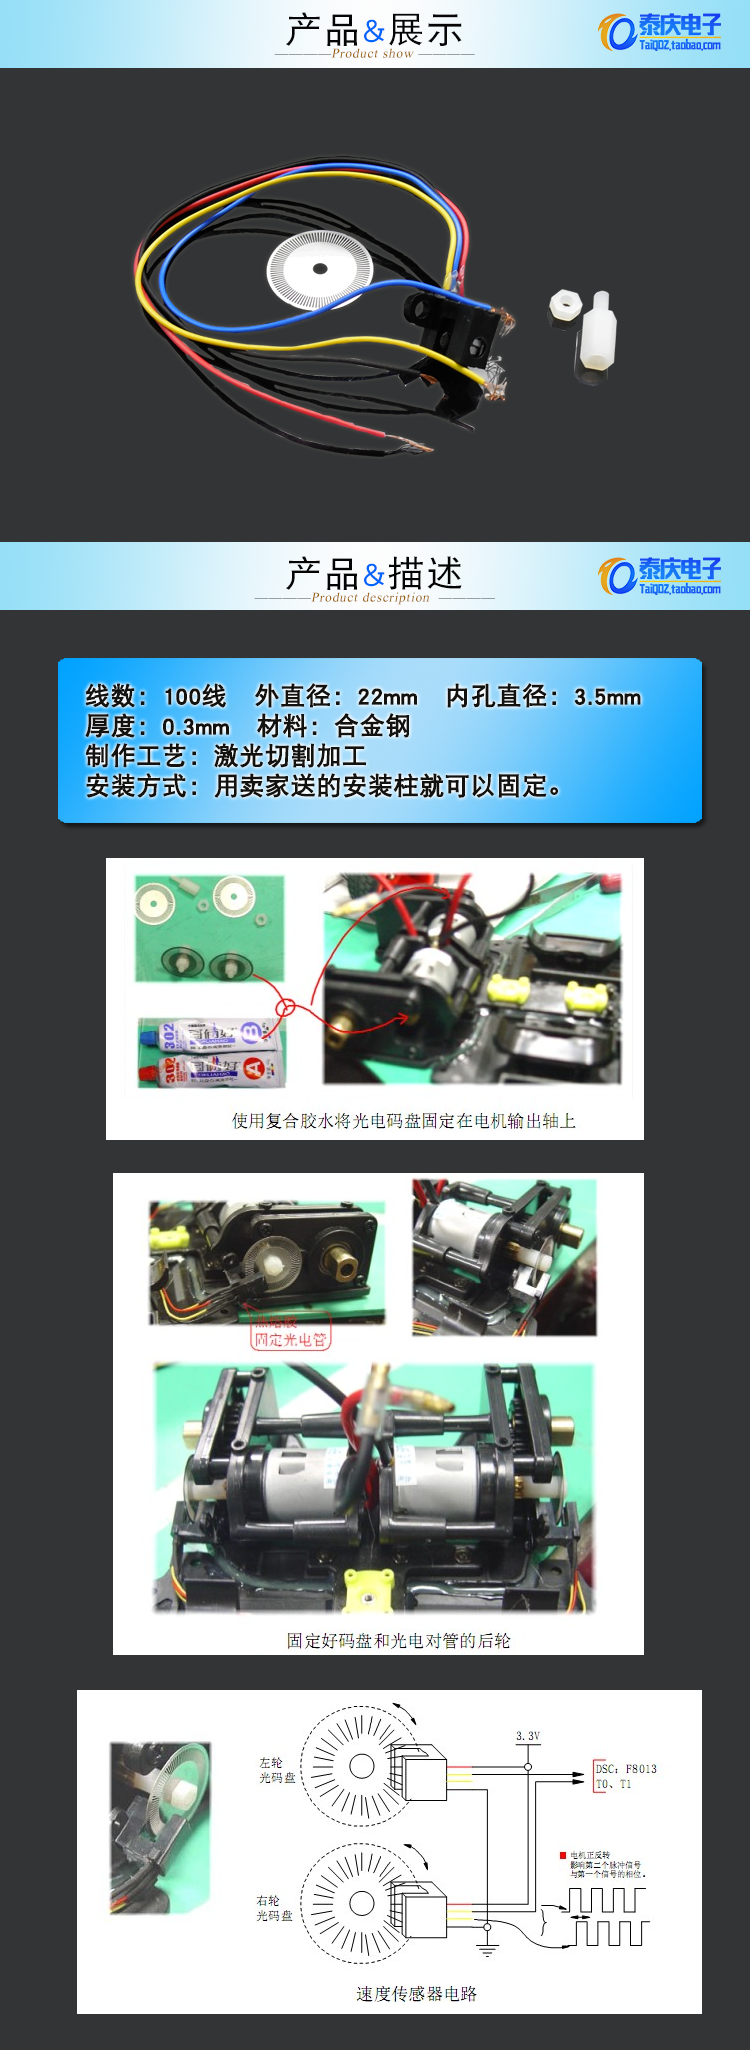 产品&展示
Product show
泰庆电子
TaiQDZ.taobao.com
产品&描述
Product description
泰庆电子
TaiQDZ.taobao.com
线数：100线 外直径：22mm 内孔直径：3.5mm
厚度：0.3mm 材料：合金钢
制作工艺：激光切割加工
安装方式：用卖家送的安装柱就可以固定。
302
B
302
A
使用复合胶水将光电码盘固定在电机输出轴上
热熔胶
固定光电管
固定好码盘和光电对管的后轮
左轮
光码盘
3.3V
DSC: F8013
T0、T1
电机正反转
影响第二个脉冲信号
与第一个信号的相位。
右轮
光码盘
速度传感器电路